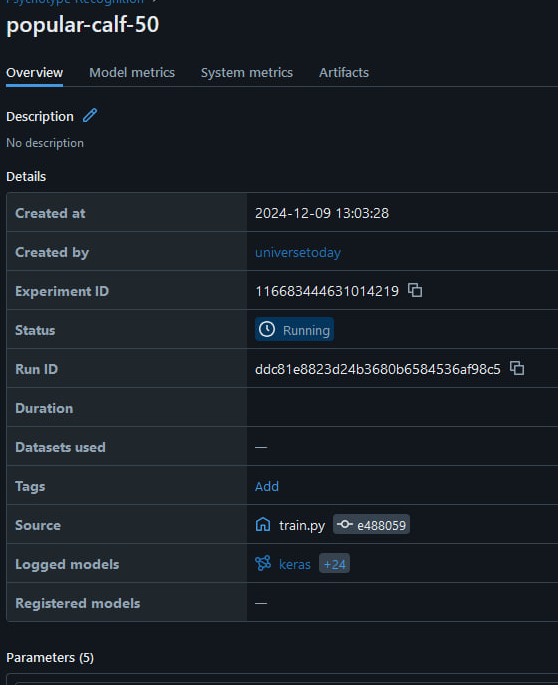 Psychotype-Recognition >
popular-calf-50
Overview Model metrics System metrics Artifacts
Description
No description
Details
Created at 2024-12-09 13:03:28
Created by universetoday
Experiment ID 116683444631014219
Status Running
Run ID ddc81e8823d24b3680b6584536af98c5
Duration
Datasets used —
Tags Add
Source train.py e488059
Logged models keras +24
Registered models —
Parameters (5)